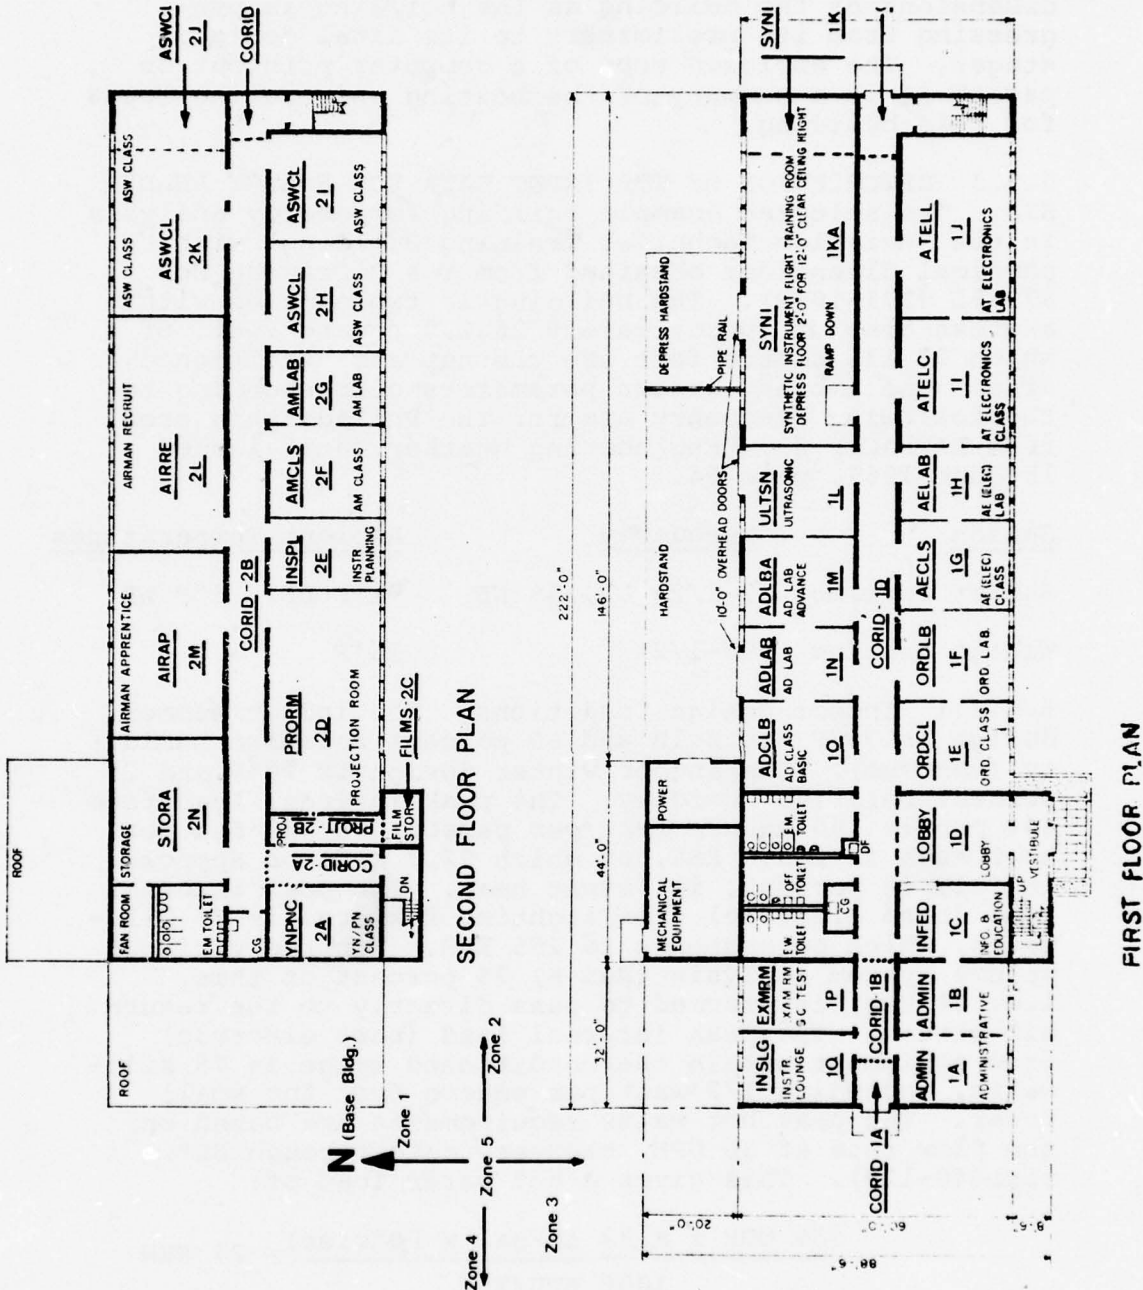 ROOF
ROOF
FAN ROOM
STORAGE
AIRMAN APPRENTICE
AIRMAN RECRUIT
ASW CLASS
ASW CLASS
ASWCL
2J
STORA
2N
AIRAP
2M
AIRRE
2L
ASWCL
2K
E.M TOILET
CG
CORID-2B
CORID
YNPNC
2A
YN/PN CLASS
CORID-2A
PROJ
PROJT-2B
PRORM
2D
PROJECTION ROOM
INSPI
2E
INSTR PLANNING
AMCLS
2F
AM CLASS
AMLAB
2G
AM LAB
ASWCL
2H
ASW CLASS
ASWCL
2I
ASW CLASS
DN
FILM STOR.
FILMS-2C
SECOND FLOOR PLAN
N (Base Bldg.)
Zone 1
Zone 2
Zone 3
Zone 4
Zone 5
222'-0"
32'-0"
44'-0"
146'-0"
20'-0"
60'-0"
8'-6"
88'-6"
MECHANICAL EQUIPMENT
POWER
HARDSTAND
DEPRESS HARDSTAND
PIPE RAIL
10'-0" OVERHEAD DOORS
INSLG
INSTR. LOUNGE
1Q
EXMRM
EXAM RM
G.C. TEST
1P
E W TOILET
OFF TOILET
E.M. TOILET
CG
DF
ADCLB
AD CLASS BASIC
1O
ADLAB
AD LAB
1N
ADLBA
AD LAB ADVANCE
1M
ULTSN
ULTRASONIC
1L
SYNI
SYNTHETIC INSTRUMENT FLIGHT TRAINING ROOM
DEPRESS FLOOR 2'-0" FOR 12'-0" CLEAR CEILING HEIGHT
RAMP DOWN
1KA
SYNI
1K
CORID 1A
CORID-1B
CORID-1D
ADMIN
1A
ADMINISTRATIVE
ADMIN
1B
INFED
1C
INFO. & EDUCATION
LOBBY
1D
LOBBY
UP
VESTIBULE
ORDCL
1E
ORD CLASS
ORDLB
1F
ORD LAB.
AECLS
1G
AE (ELEC) CLASS
AELAB
1H
AE (ELEC) LAB
ATELC
1I
AT ELECTRONICS CLASS
ATELL
1J
AT ELECTRONICS LAB
FIRST FLOOR PLAN